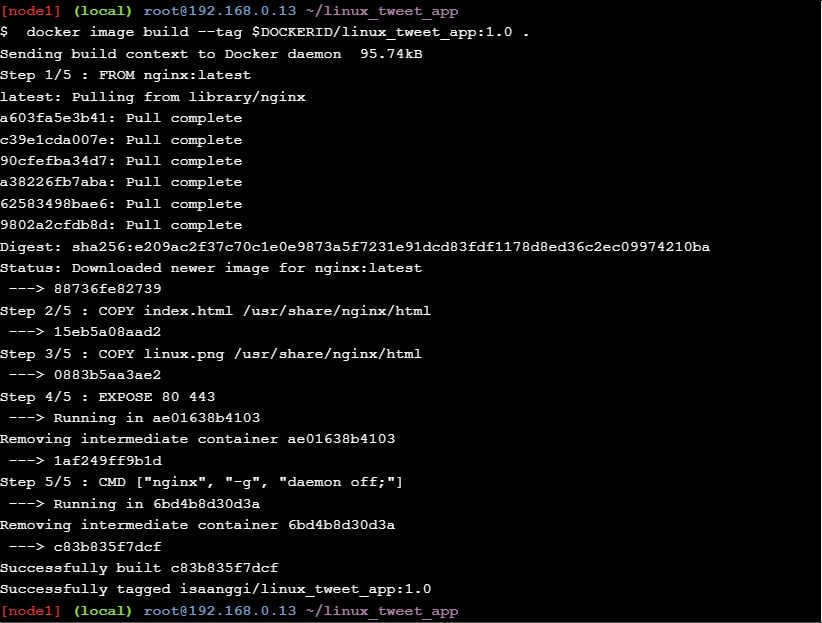 [node1] (local) root@192.168.0.13 ~/linux_tweet_app
$  docker image build --tag $DOCKERID/linux_tweet_app:1.0 .
Sending build context to Docker daemon  95.74kB
Step 1/5 : FROM nginx:latest
latest: Pulling from library/nginx
a603fa5e3b41: Pull complete
c39e1cda007e: Pull complete
90cfefba34d7: Pull complete
a38226fb7aba: Pull complete
62583498bae6: Pull complete
9802a2cfdb8d: Pull complete
Digest: sha256:e209ac2f37c70c1e0e9873a5f7231e91dcd83fdf1178d8ed36c2ec09974210ba
Status: Downloaded newer image for nginx:latest
 ---> 88736fe82739
Step 2/5 : COPY index.html /usr/share/nginx/html
 ---> 15eb5a08aad2
Step 3/5 : COPY linux.png /usr/share/nginx/html
 ---> 0883b5aa3ae2
Step 4/5 : EXPOSE 80 443
 ---> Running in ae01638b4103
Removing intermediate container ae01638b4103
 ---> 1af249ff9b1d
Step 5/5 : CMD ["nginx", "-g", "daemon off;"]
 ---> Running in 6bd4b8d30d3a
Removing intermediate container 6bd4b8d30d3a
 ---> c83b835f7dcf
Successfully built c83b835f7dcf
Successfully tagged isaanggi/linux_tweet_app:1.0
[node1] (local) root@192.168.0.13 ~/linux_tweet_app